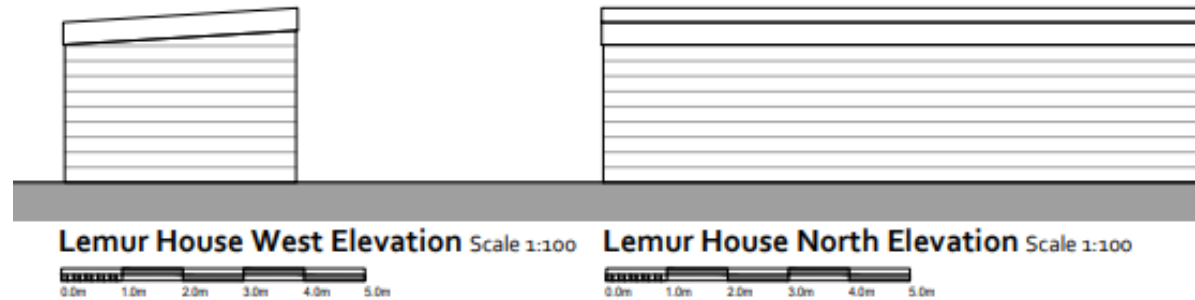 Lemur House West Elevation Scale 1:100
0.0m 1.0m 2.0m 3.0m 4.0m 5.0m
Lemur House North Elevation Scale 1:100
0.0m 1.0m 2.0m 3.0m 4.0m 5.0m